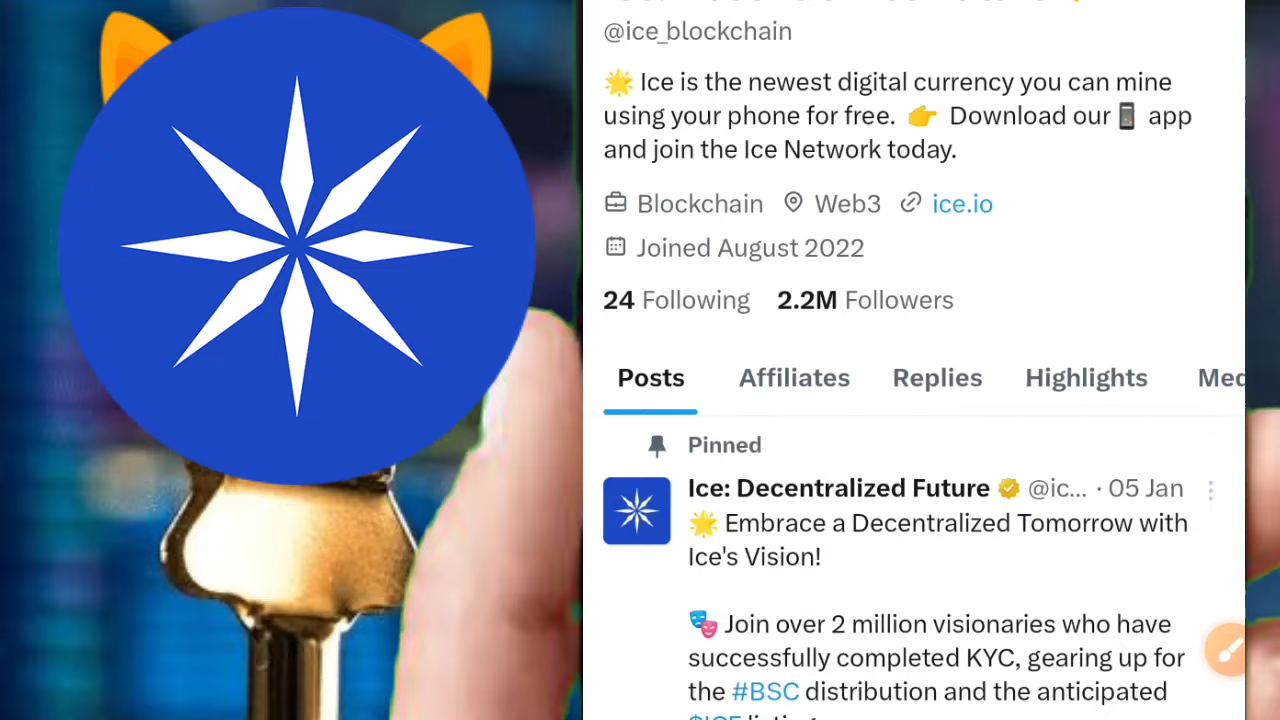 @ice_blockchain
🌟 Ice is the newest digital currency you can mine
using your phone for free. 👉 Download our📱 app
and join the Ice Network today.
Blockchain Web3 ice.io
Joined August 2022
24 Following 2.2M Followers
Posts Affiliates Replies Highlights Med
Pinned
Ice: Decentralized Future @ic... · 05 Jan
🌟 Embrace a Decentralized Tomorrow with
Ice's Vision!
🎭 Join over 2 million visionaries who have
successfully completed KYC, gearing up for
the #BSC distribution and the anticipated